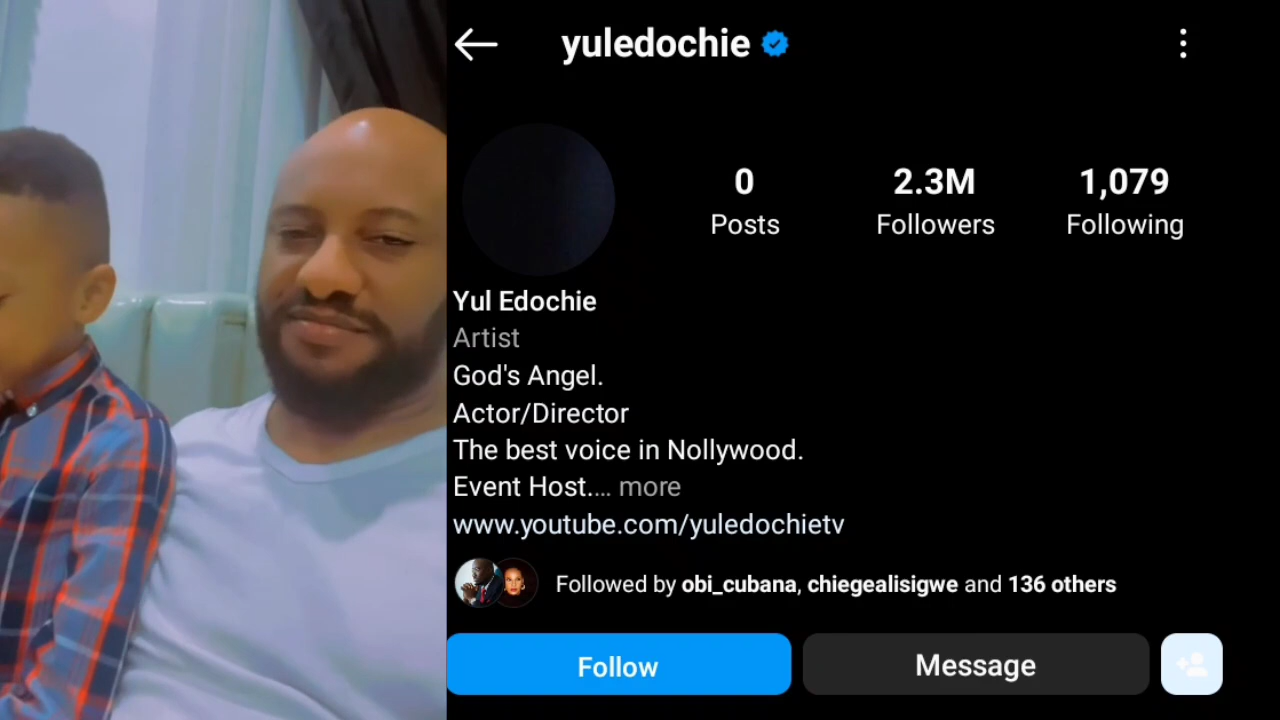 yuledochie
0 2.3M 1,079
Posts Followers Following
Yul Edochie
Artist
God's Angel.
Actor/Director
The best voice in Nollywood.
Event Host.... more
www.youtube.com/yuledochietv
Followed by obi_cubana, chiegealisigwe and 136 others
Follow Message